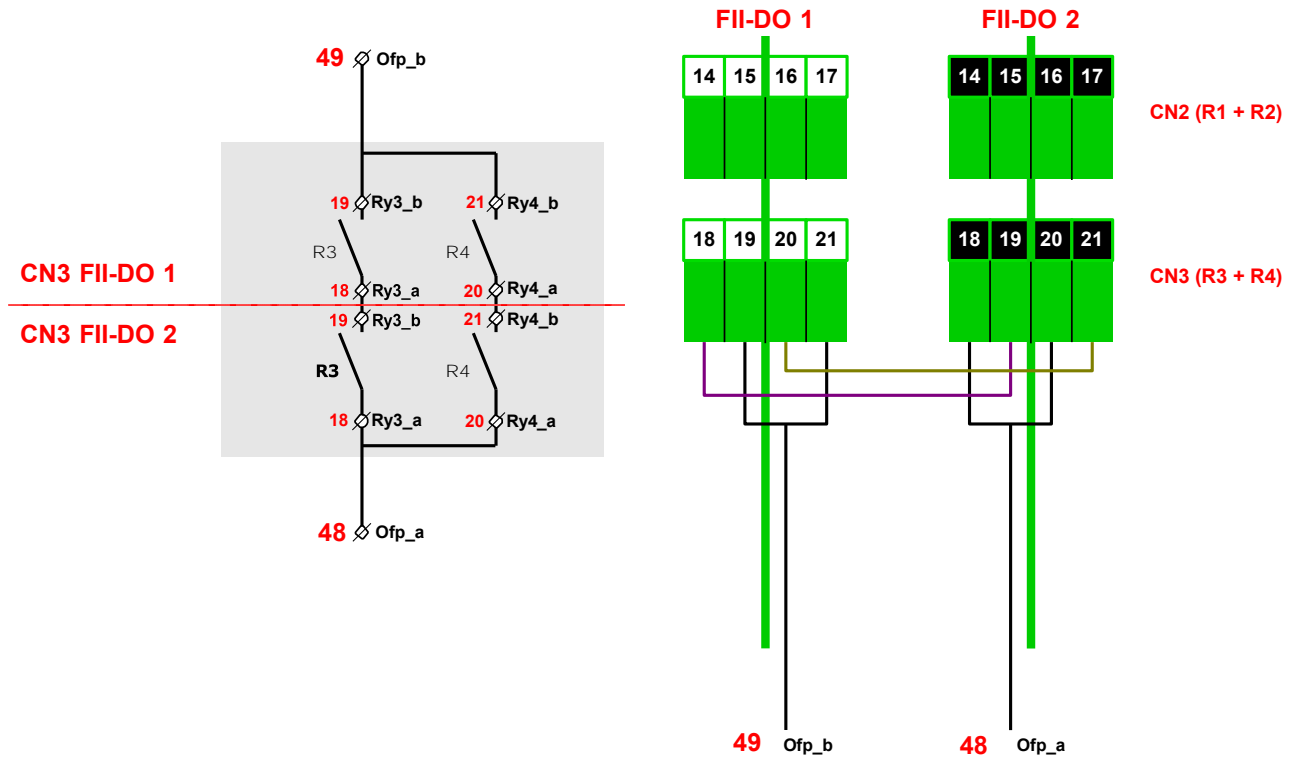 FII-DO 1 FII-DO 2
49 Ofp_b
14 15 16 17 14 15 16 17
CN2 (R1 + R2)
19 Ry3_b 21 Ry4_b
18 19 20 21 18 19 20 21
R3 R4
CN3 FII-DO 1
CN3 (R3 + R4)
18 Ry3_a 20 Ry4_a
19 Ry3_b 21 Ry4_b
CN3 FII-DO 2
R3 R4
18 Ry3_a 20 Ry4_a
48 Ofp_a
49 Ofp_b 48 Ofp_a